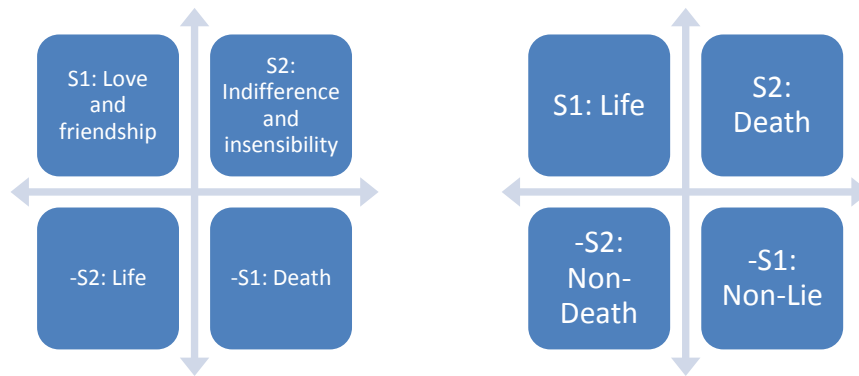 S1: Love
and
friendship
S2:
Indifference
and
insensibility
-S2: Life
-S1: Death
S1: Life
S2:
Death
-S2:
Non-
Death
-S1:
Non-Lie